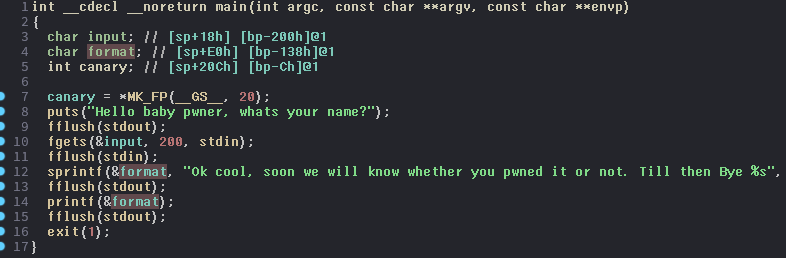 1 int __cdecl __noreturn main(int argc, const char **argv, const char **envp)
2 {
3 char input; // [sp+18h] [bp-200h]@1
4 char format; // [sp+E0h] [bp-138h]@1
5 int canary; // [sp+20Ch] [bp-Ch]@1
6
7 canary = *MK_FP(__GS__, 20);
8 puts("Hello baby pwner, whats your name?");
9 fflush(stdout);
10 fgets(&input, 200, stdin);
11 fflush(stdin);
12 sprintf(&format, "Ok cool, soon we will know whether you pwned it or not. Till then Bye %s",
13 fflush(stdout);
14 printf(&format);
15 fflush(stdout);
16 exit(1);
17 }